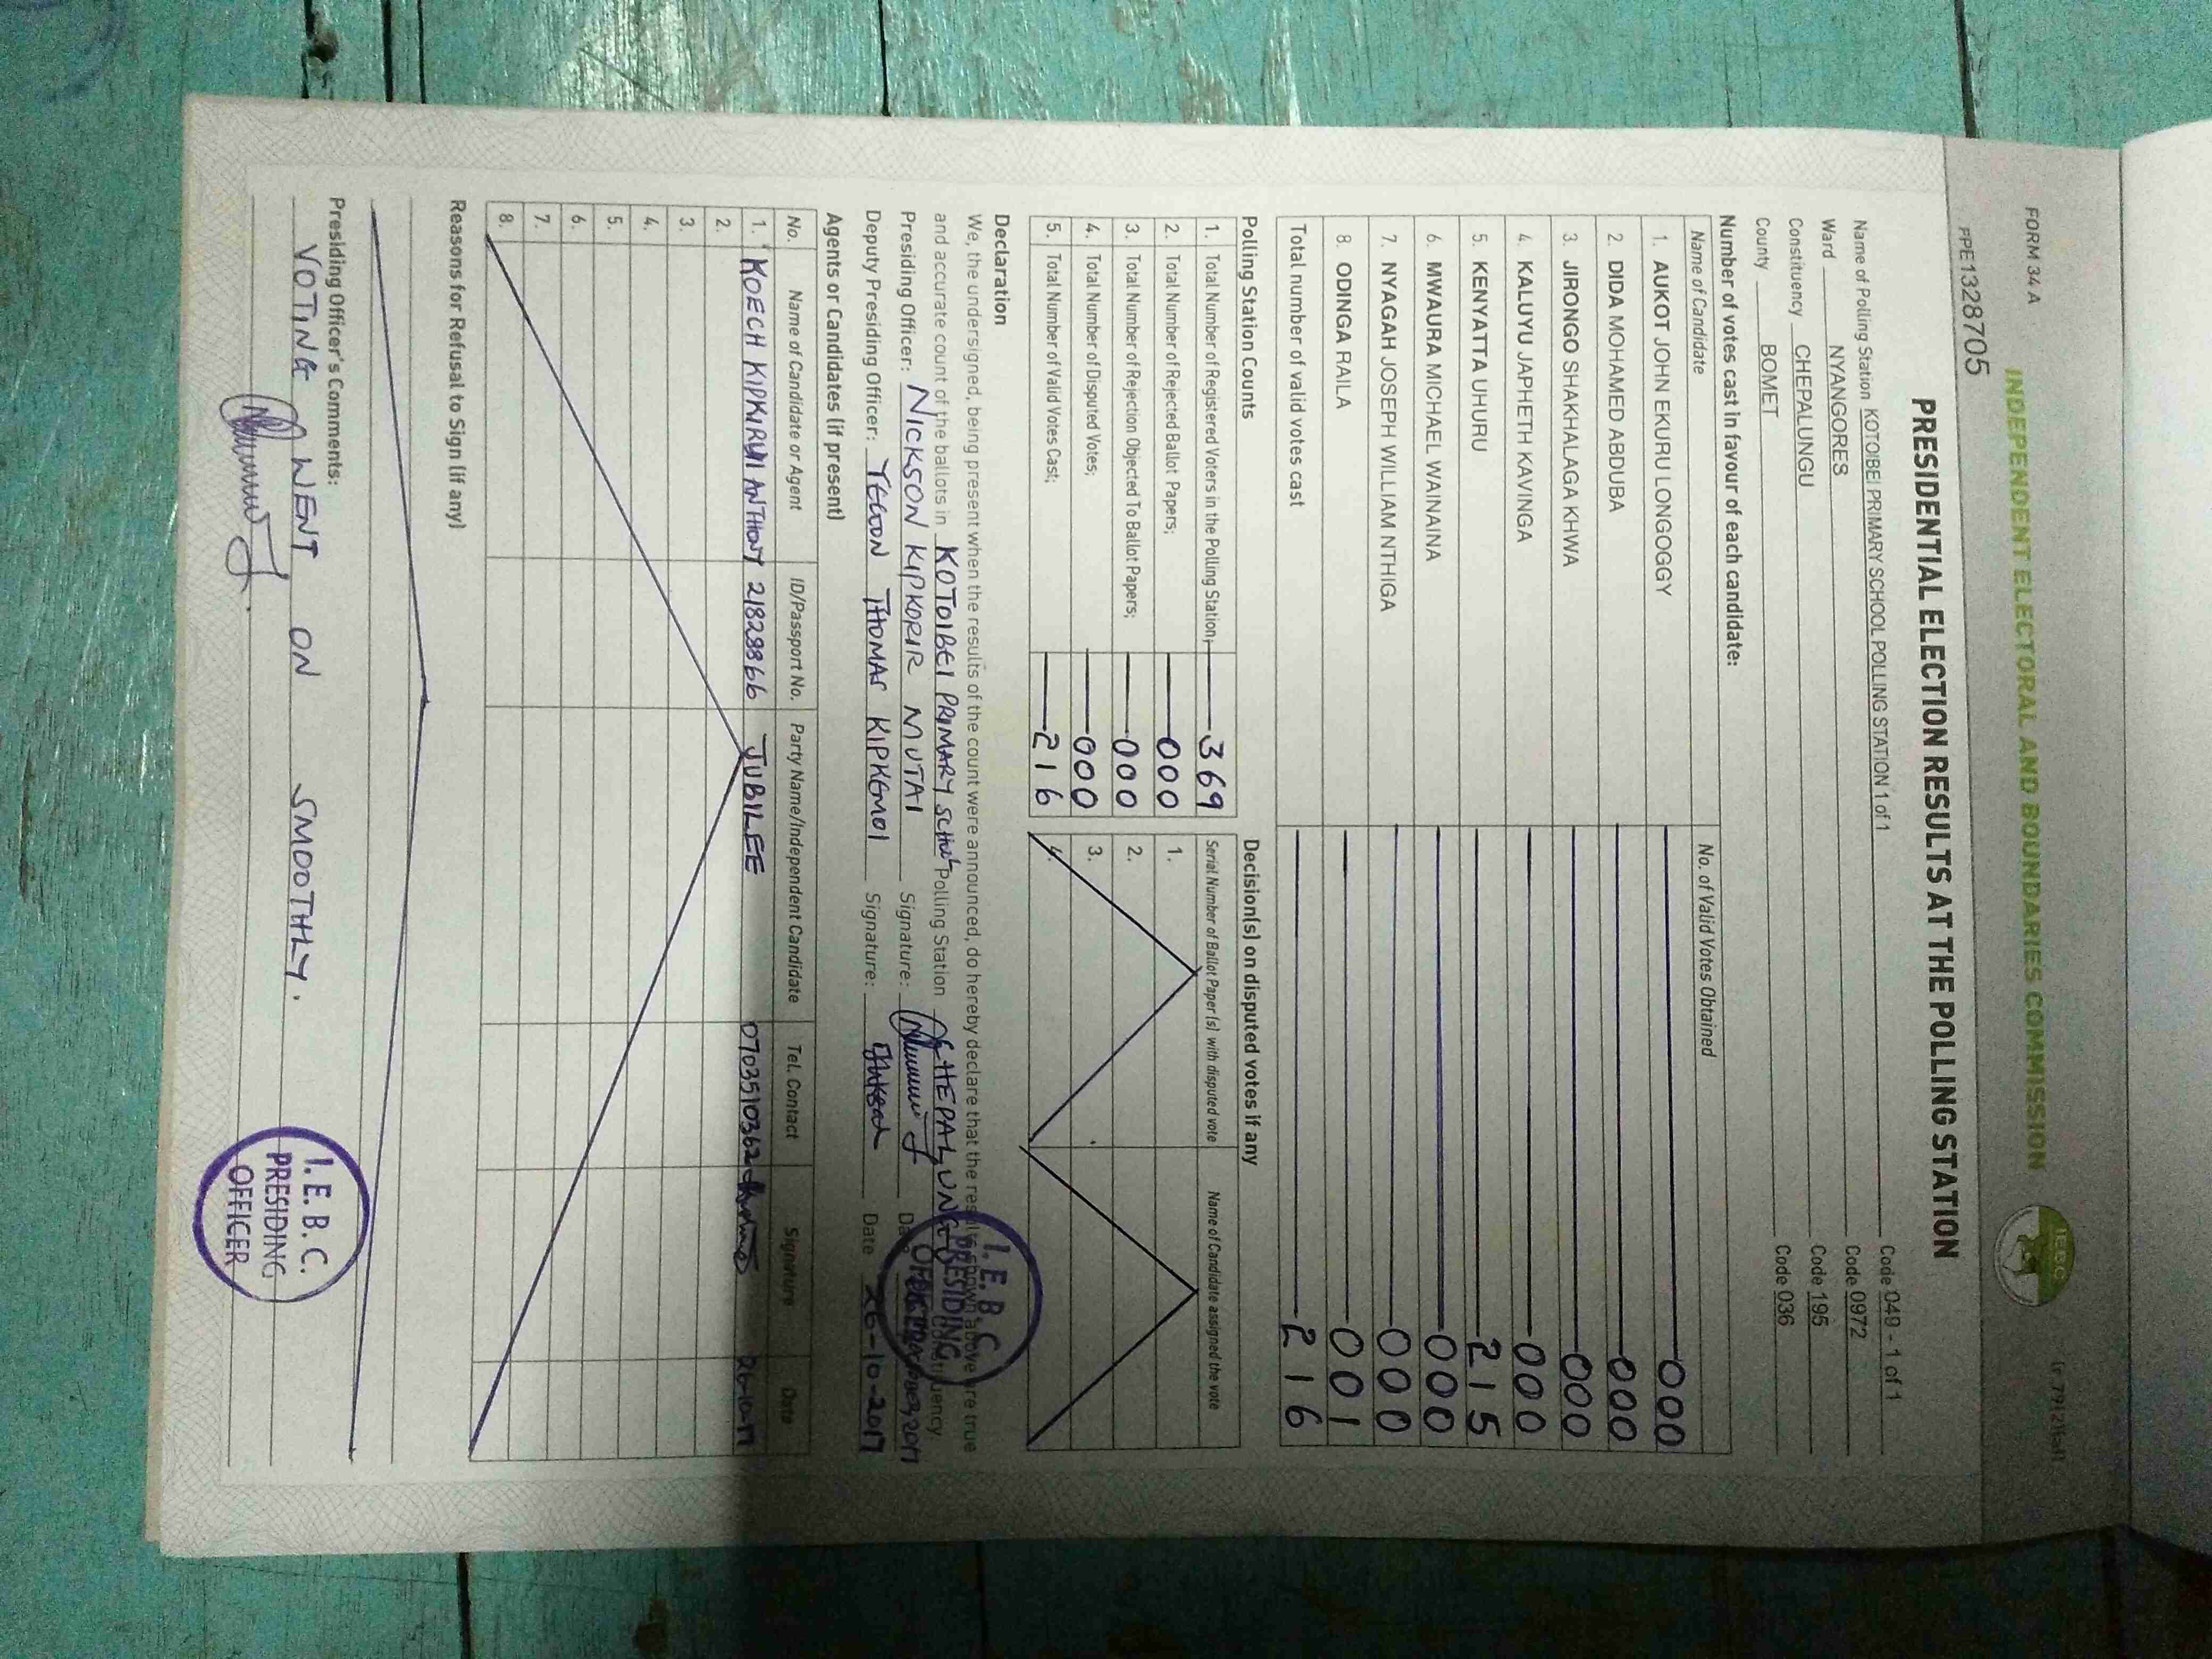 FORM 34 A
INDEPENDENT ELECTORAL AND BOUNDARIES COMMISSION
I.E.B.C
PPE1328705
PRESIDENTIAL ELECTION RESULTS AT THE POLLING STATION
Name of Polling Station KOTOIBEI PRIMARY SCHOOL POLLING STATION 1 of 1 Code 049 - 1 of 1
Ward NYANGORES Code 0972
Constituency CHEPALUNGU Code 195
County BOMET Code 036
Number of votes cast in favour of each candidate:
Name of Candidate No. of Valid Votes Obtained
1. AUKOT JOHN EKURU LONGOGGY 000
2. DIDA MOHAMED ABDUBA 000
3. JIRONGO SHAKHALAGA KHWA 000
4. KALUYU JAPHETH KAVINGA 000
5. KENYATTA UHURU 215
6. MWAURA MICHAEL WAINAINA 000
7. NYAGAH JOSEPH WILLIAM NTHIGA 000
8. ODINGA RAILA 001
Total number of valid votes cast 216
Polling Station Counts
1. Total Number of Registered Voters in the Polling Station; 369
2. Total Number of Rejected Ballot Papers; 000
3. Total Number of Rejection Objected To Ballot Papers; 000
4. Total Number of Disputed Votes; 000
5. Total Number of Valid Votes Cast; 216
Decision(s) on disputed votes if any
Serial Number of Ballot Paper(s) with disputed vote Name of Candidate assigned the vote
1.
2.
3.
4.
Declaration
We, the undersigned, being present when the results of the count were announced, do hereby declare that the results shown above are true
and accurate count of the ballots in KOTOIBEI PRIMARY SCHOOL Polling Station CHEPALUNGU Constituency.
Presiding Officer: NICKSON KIPKORIR MUTAI Signature: Date
Deputy Presiding Officer: YEGON THOMAS KIPKEMOI Signature: Date 26-10-2017
I.E.B.C
PRESIDING
OFFICER
Agents or Candidates (if present)
No. Name of Candidate or Agent ID/Passport No. Party Name/Independent Candidate Tel. Contact Signature Date
1. KOECH KIPKIRUI ANTHONY 21828866 JUBILEE 0703510362 26-10-17
2.
3.
4.
5.
6.
7.
8.
Reasons for Refusal to Sign (if any)
Presiding Officer's Comments:
VOTING WENT ON SMOOTHLY.
I.E.B.C.
PRESIDING
OFFICER